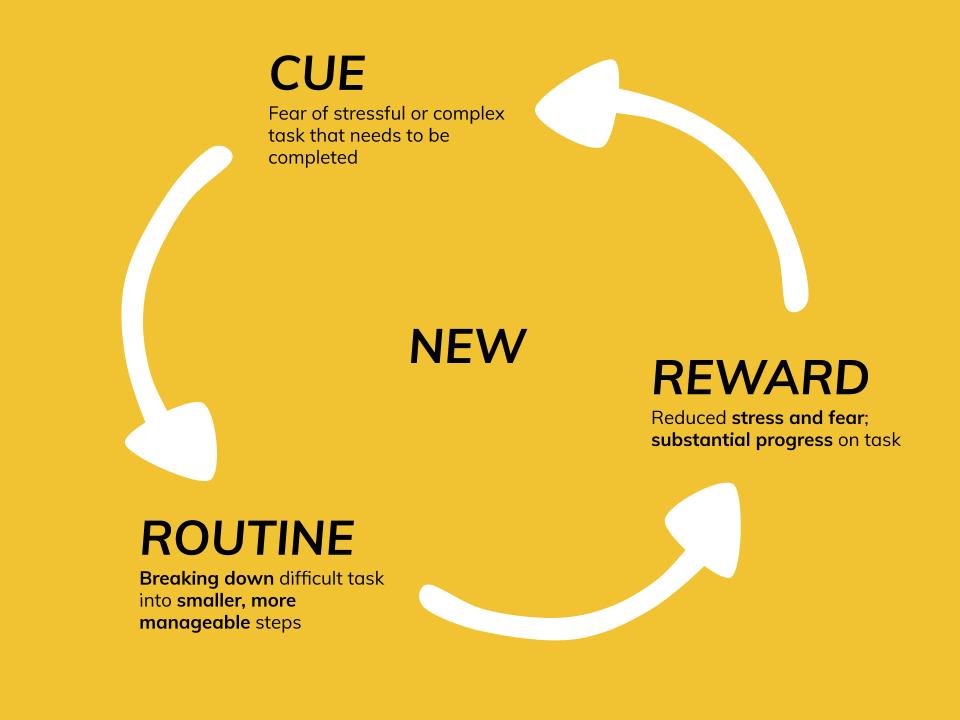 CUE
Fear of stressful or complex
task that needs to be
completed
NEW
REWARD
Reduced stress and fear;
substantial progress on task
ROUTINE
Breaking down difficult task
into smaller, more
manageable steps